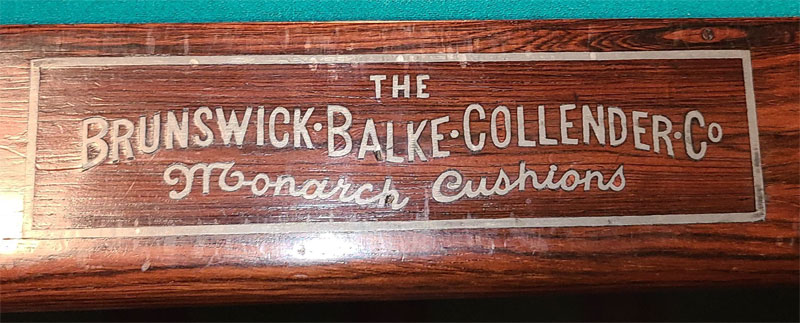 THE
BRUNSWICK·BALKE·COLLENDER·Co
Monarch Cushions